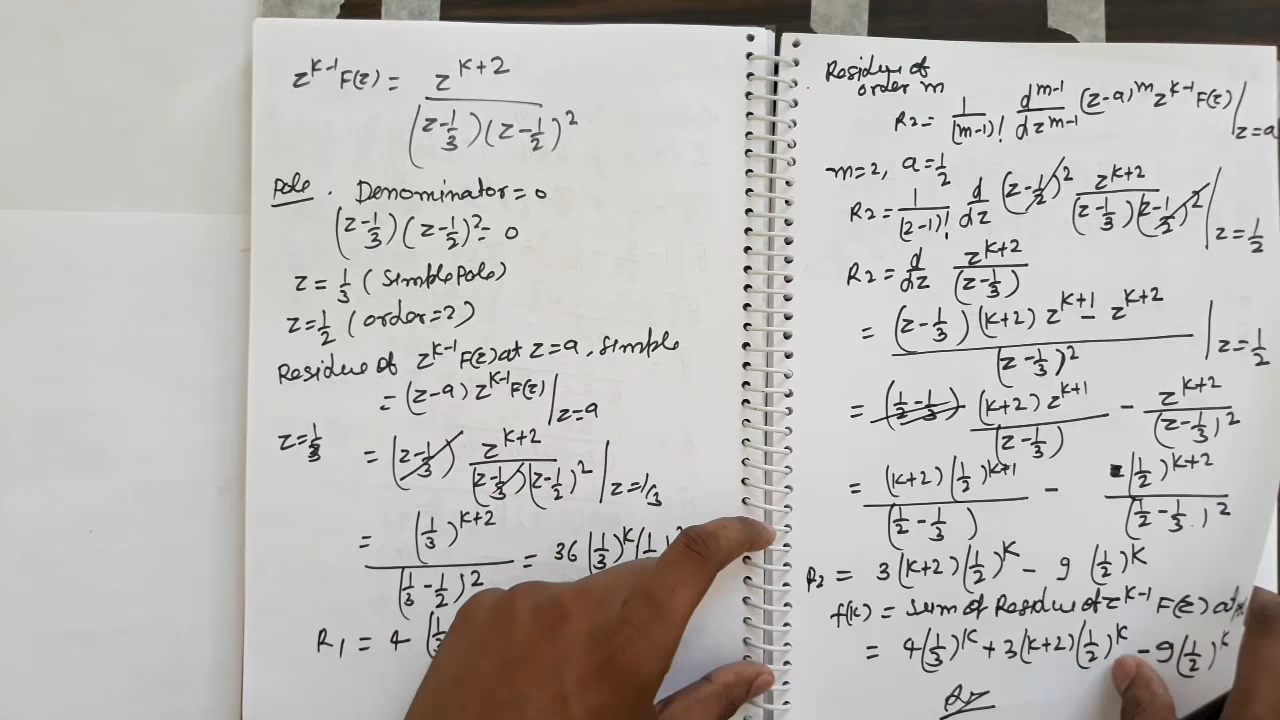 z^{k-1} F(z) = z^{k+2} / (z-1/3)(z-1/2)^2
Pole. Denominator = 0
(z-1/3)(z-1/2)^2 = 0
z = 1/3 (simple pole)
z = 1/2 (order=2)
Residue of z^{k-1} F(z) at z=a, simple
= (z-a) z^{k-1} F(z) |_{z=a}
z=1/3 = (z-1/3) z^{k+2} / (z-1/3)(z-1/2)^2 |_{z=1/3}
= (1/3)^{k+2} / (1/3-1/2)^2 = 36 (1/3)^k
R1 = 4
Residue of
order m
R2 = 1/(m-1)! d^{m-1}/dz^{m-1} (z-a)^m z^{k-1} F(z) |_{z=a}
m=2, a=1/2
R2 = 1/(2-1)! d/dz (z-1/2)^2 z^{k+2} / (z-1/3)(z-1/2)^2 |_{z=1/2}
R2 = d/dz z^{k+2} / (z-1/3)
= (z-1/3)(k+2) z^{k+1} - z^{k+2} / (z-1/3)^2 |_{z=1/2}
= (k+2) z^{k+1} / (z-1/3) - z^{k+2} / (z-1/3)^2
= (k+2)(1/2)^{k+1} / (1/2-1/3) - (1/2)^{k+2} / (1/2-1/3)^2
R2 = 3(k+2)(1/2)^k - 9 (1/2)^k
f(k) = sum of Residue of z^{k-1} F(z) at
= 4(1/3)^k + 3(k+2)(1/2)^k - 9(1/2)^k